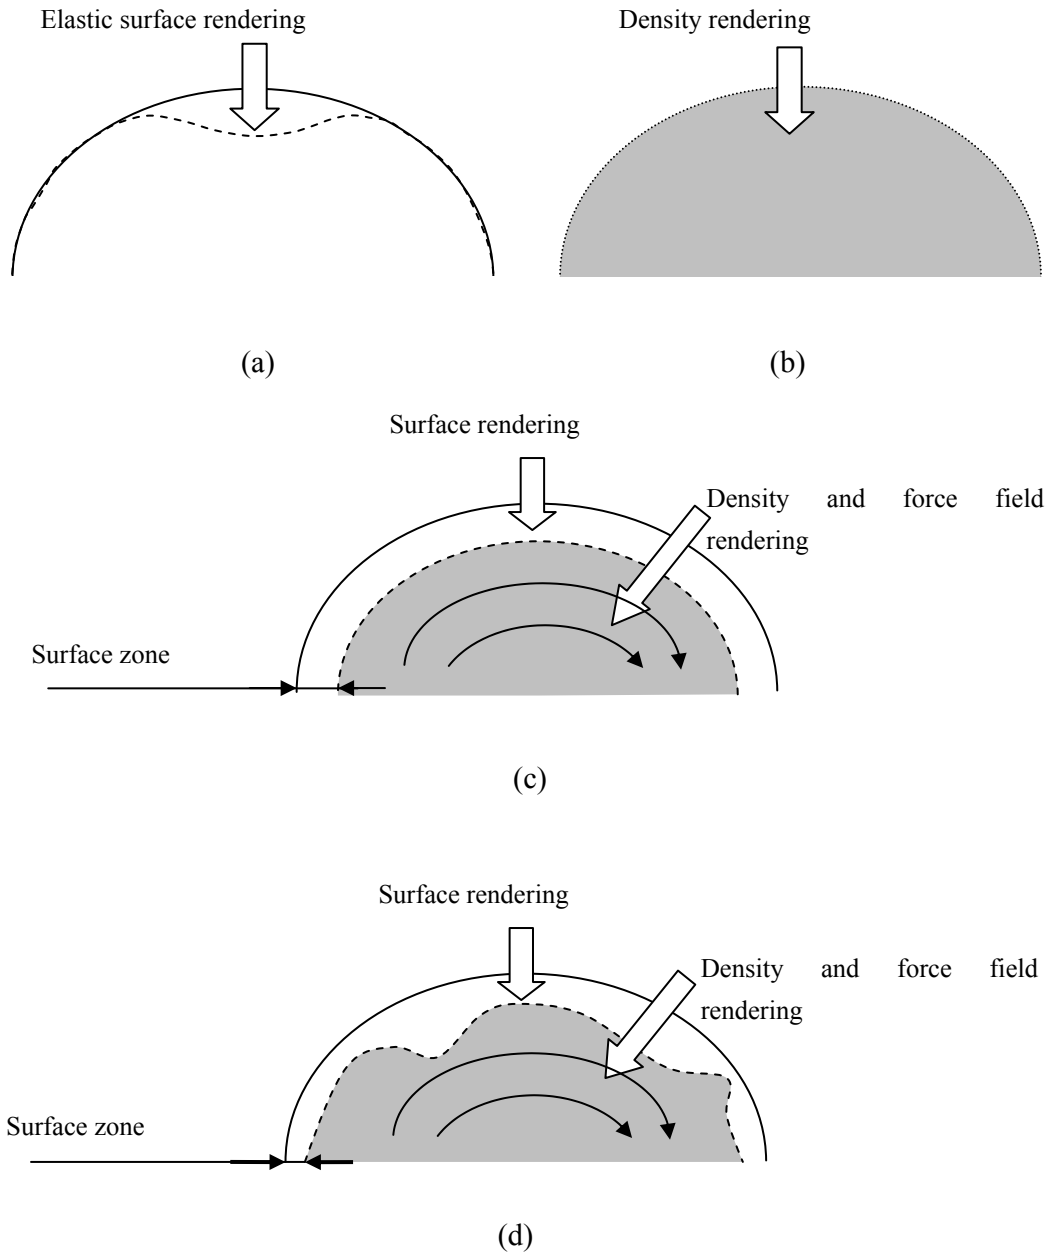 Elastic surface rendering
Density rendering
(a)
(b)
Surface rendering
Density and force field
rendering
Surface zone
(c)
Surface rendering
Density and force field
rendering
Surface zone
(d)